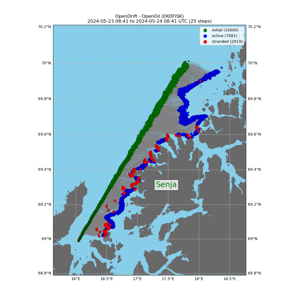 OpenDrift - OpenOil (EKOFISK)
2024-05-23 08:41 to 2024-05-24 08:41 UTC (25 steps)
initial (10000)
active (7081)
stranded (2919)
70.2°N
70.2°N
70°N
70°N
69.8°N
69.8°N
69.6°N
69.6°N
69.4°N
69.4°N
69.2°N
69.2°N
69°N
69°N
68.8°N
68.8°N
Senja
16°E
16.5°E
17°E
17.5°E
18°E
18.5°E